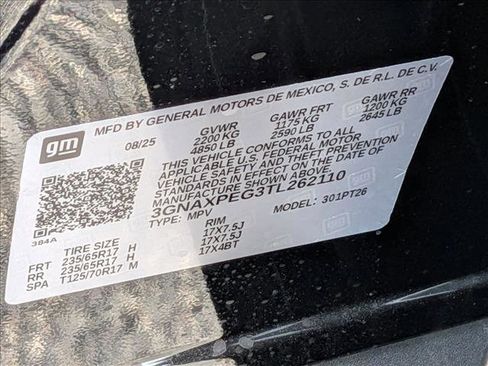 gm
MFD BY GENERAL MOTORS DE MEXICO, S. DE R.L. DE C.V.
08/25 GVWR GAWR FRT GAWR RR
2200 KG 1175 KG 1200 KG
4850 LB 2590 LB 2645 LB
THIS VEHICLE CONFORMS TO ALL
APPLICABLE U.S. FEDERAL MOTOR
VEHICLE SAFETY AND THEFT PREVENTION
STANDARDS IN EFFECT ON THE DATE OF
MANUFACTURE SHOWN ABOVE.
3GNAXPEG3TL262110
TYPE: MPV MODEL: 301PT26
384A
TIRE SIZE RIM
FRT 235/65R17 H 17X7.5J
RR 235/65R17 H 17X7.5J
SPA T125/70R17 M 17X4BT